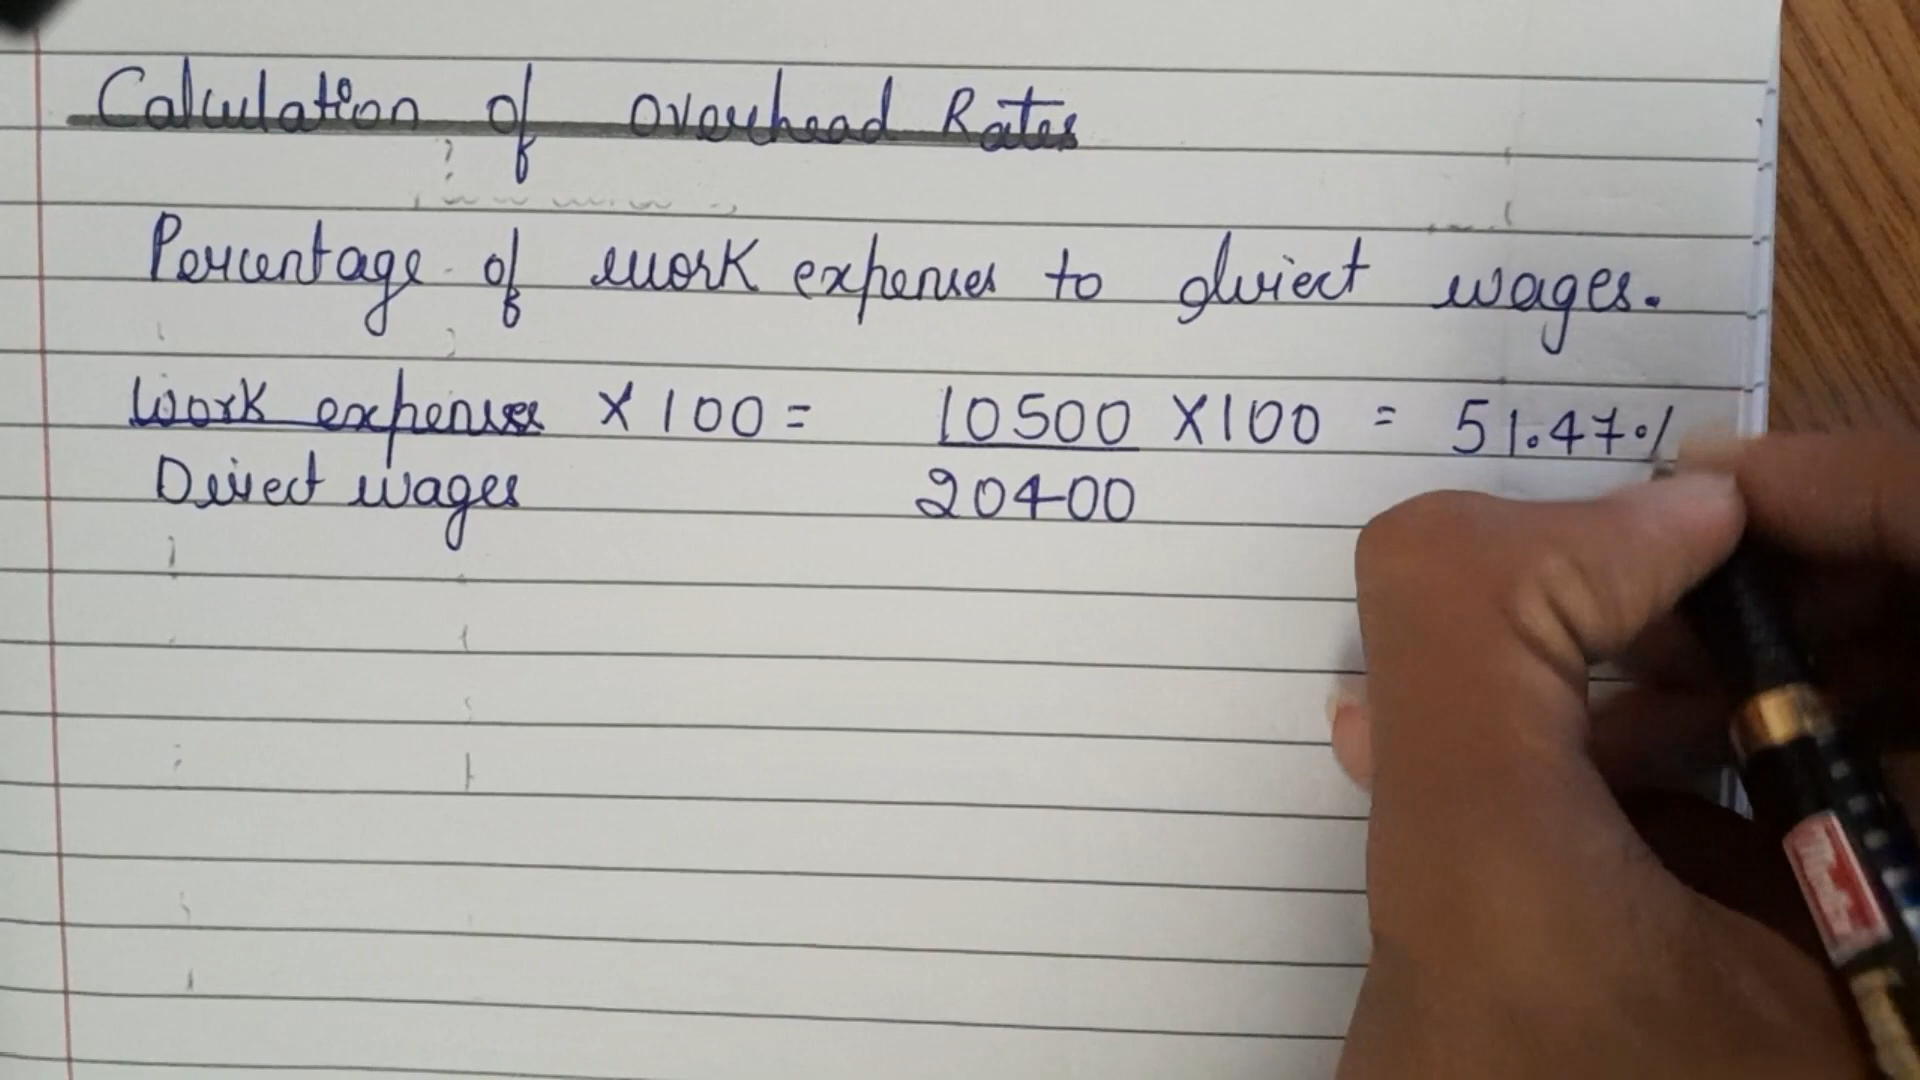 Calculation of overhead Rates
Percentage of work expenses to direct wages.
Work expenses × 100 = 10500 × 100 = 51.47%
Direct wages 20400